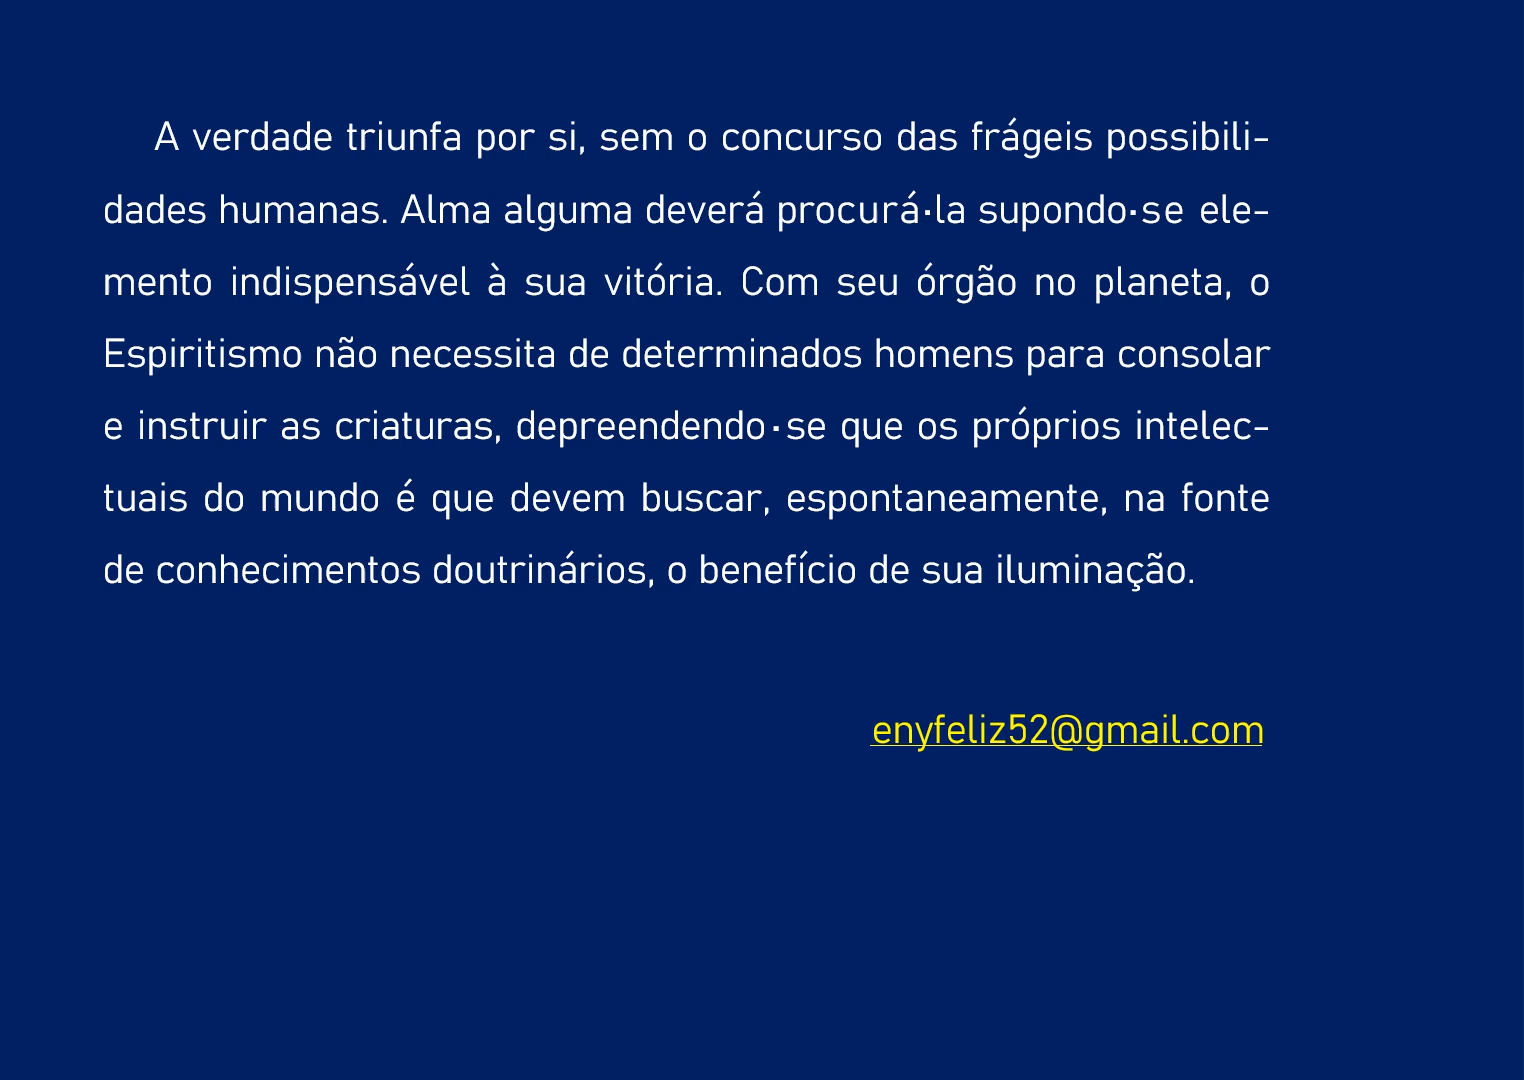 A verdade triunfa por si, sem o concurso das frágeis possibili-
dades humanas. Alma alguma deverá procurá·la supondo·se ele-
mento indispensável à sua vitória. Com seu órgão no planeta, o
Espiritismo não necessita de determinados homens para consolar
e instruir as criaturas, depreendendo·se que os próprios intelec-
tuais do mundo é que devem buscar, espontaneamente, na fonte
de conhecimentos doutrinários, o benefício de sua iluminação.
enyfeliz52@gmail.com